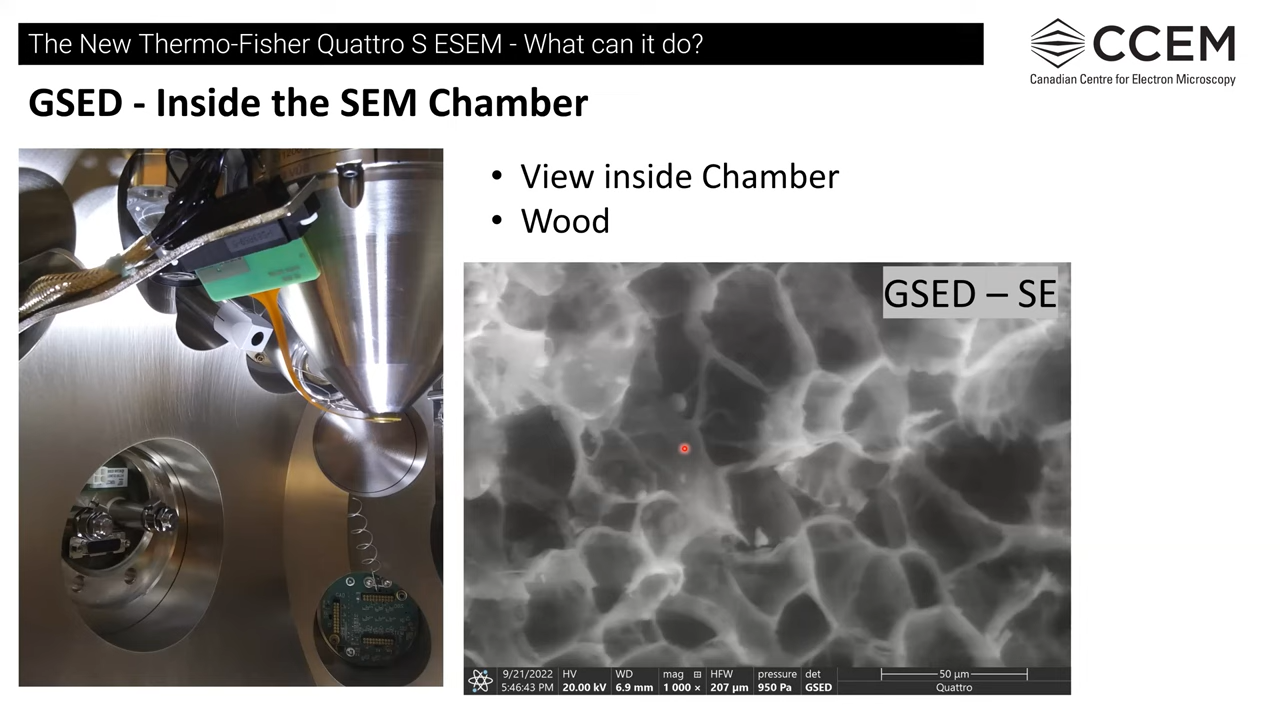 The New Thermo-Fisher Quattro S ESEM - What can it do?
CCEM
Canadian Centre for Electron Microscopy
GSED - Inside the SEM Chamber
• View inside Chamber
• Wood
GSED – SE
9/21/2022 HV WD mag HFW pressure det 50 µm
5:46:43 PM 20.00 kV 6.9 mm 1 000 × 207 µm 950 Pa GSED Quattro